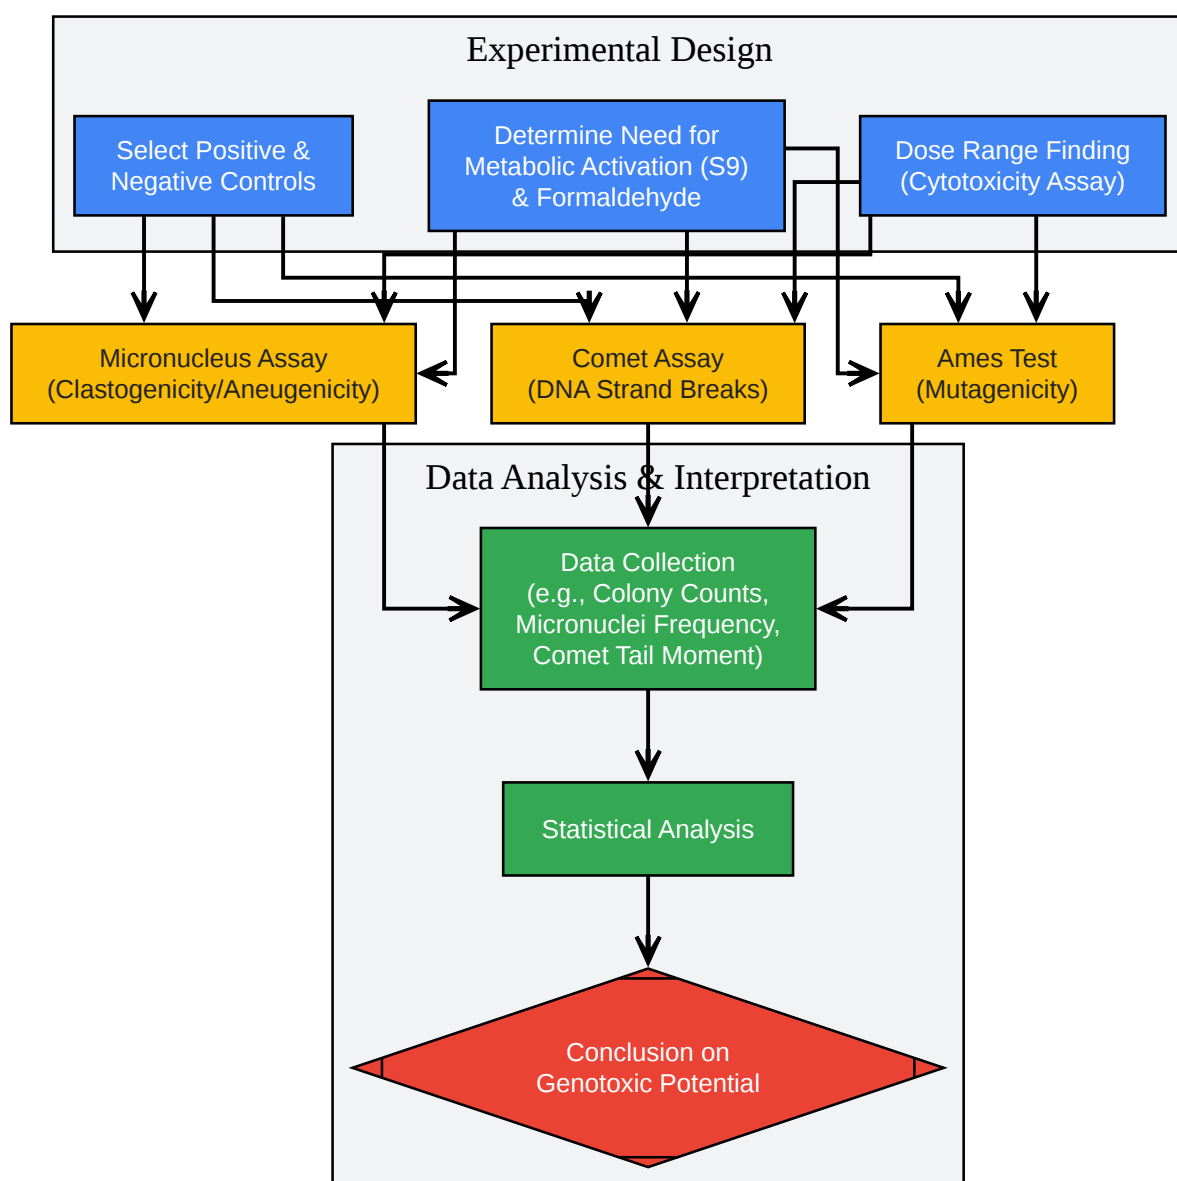 Experimental Design
Select Positive &
Negative Controls
Determine Need for
Metabolic Activation (S9)
& Formaldehyde
Dose Range Finding
(Cytotoxicity Assay)
Micronucleus Assay
(Clastogenicity/Aneugenicity)
Comet Assay
(DNA Strand Breaks)
Ames Test
(Mutagenicity)
Data Analysis & Interpretation
Data Collection
(e.g., Colony Counts,
Micronuclei Frequency,
Comet Tail Moment)
Statistical Analysis
Conclusion on
Genotoxic Potential